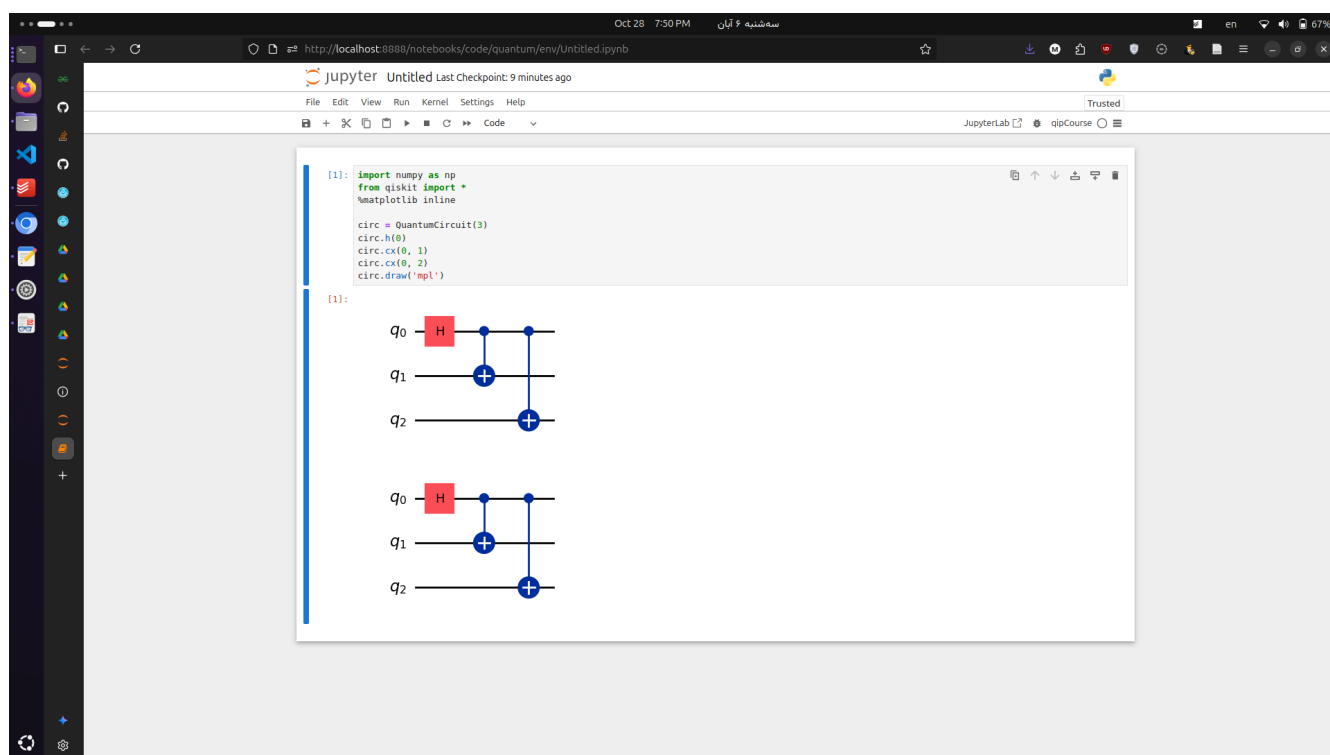 Oct 28 7:50 PM سه‌شنبه ۶ آبان
en 67%
http://localhost:8888/notebooks/code/quantum/env/Untitled.ipynb
jupyter Untitled Last Checkpoint: 9 minutes ago
File Edit View Run Kernel Settings Help
Trusted
Code
JupyterLab qipCourse
[1]: import numpy as np
from qiskit import *
%matplotlib inline
circ = QuantumCircuit(3)
circ.h(0)
circ.cx(0, 1)
circ.cx(0, 2)
circ.draw('mpl')
[1]:
q0 H
q1
q2
q0 H
q1
q2